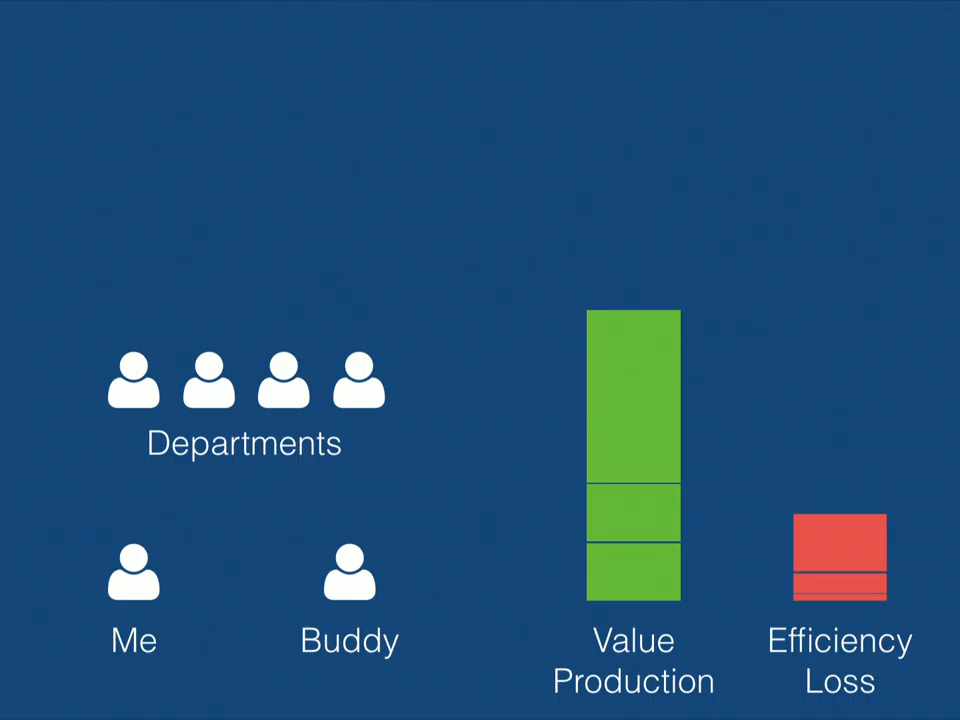 Departments
Me
Buddy
Value
Production
Efficiency
Loss